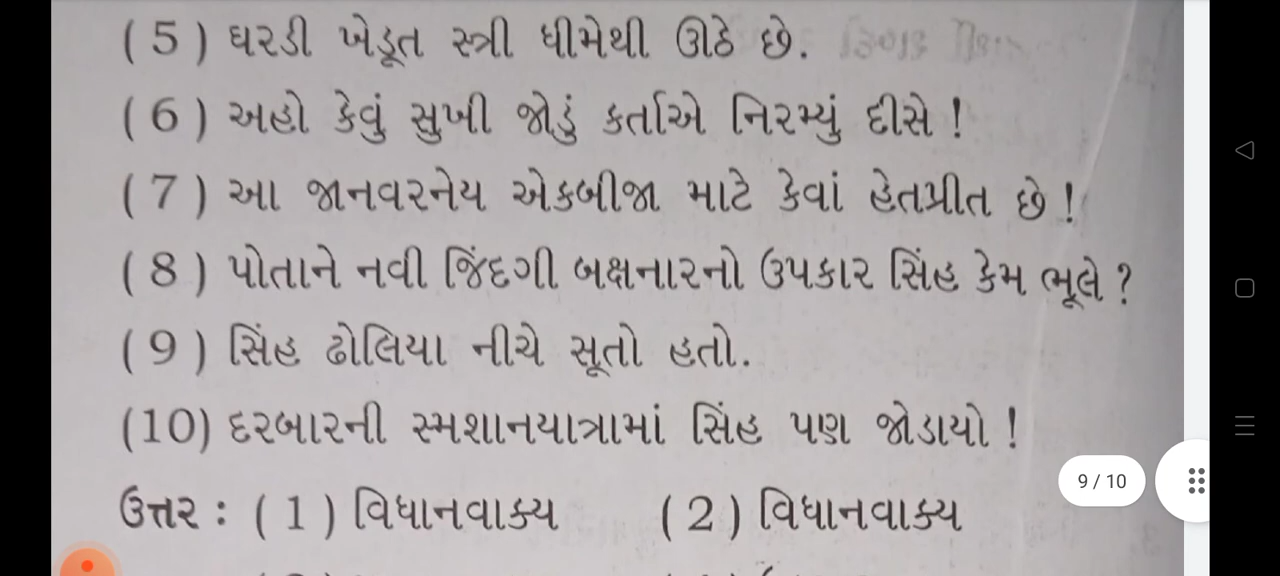 (5) ઘરડી ખેડૂત સ્ત્રી ધીમેથી ઊઠે છે.
(6) અહો કેવું સુખી જોડું કર્તાએ નિરમ્યું દીસે !
(7) આ જાનવરનેય એકબીજા માટે કેવાં હેતપ્રીત છે !
(8) પોતાને નવી જિંદગી બક્ષનારનો ઉપકાર સિંહ કેમ ભૂલે ?
(9) સિંહ ઢોલિયા નીચે સૂતો હતો.
(10) દરબારની સ્મશાનયાત્રામાં સિંહ પણ જોડાયો !
9 / 10
ઉત્તર : (1) વિધાનવાક્ય (2) વિધાનવાક્ય